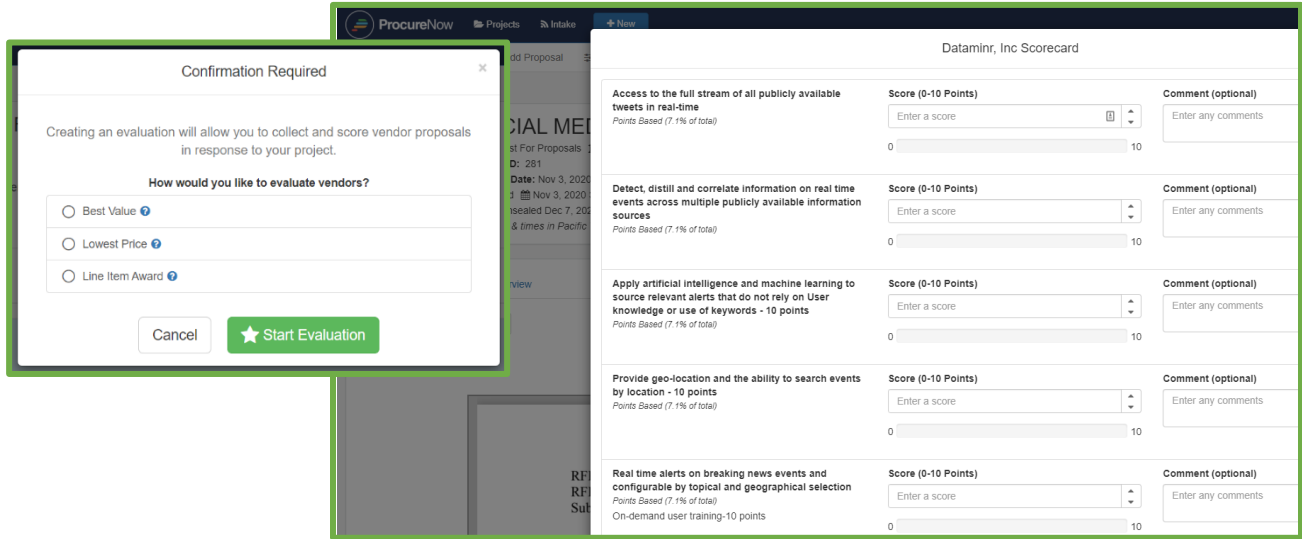 ProcureNow Projects Intake + New
Confirmation Required ×
Creating an evaluation will allow you to collect and score vendor proposals
in response to your project.
How would you like to evaluate vendors?
Best Value ?
Lowest Price ?
Line Item Award ?
Cancel Start Evaluation
dd Proposal
CIAL MED
st For Proposals
D: 281
Date: Nov 3, 2020
d Nov 3, 2020
nsealed Dec 7, 202
& times in Pacific
rview
RFI
RFI
Sub
Dataminr, Inc Scorecard
Access to the full stream of all publicly available
tweets in real-time
Points Based (7.1% of total)
Score (0-10 Points)
Enter a score
0 10
Comment (optional)
Enter any comments
Detect, distill and correlate information on real time
events across multiple publicly available information
sources
Points Based (7.1% of total)
Score (0-10 Points)
Enter a score
0 10
Comment (optional)
Enter any comments
Apply artificial intelligence and machine learning to
source relevant alerts that do not rely on User
knowledge or use of keywords - 10 points
Points Based (7.1% of total)
Score (0-10 Points)
Enter a score
0 10
Comment (optional)
Enter any comments
Provide geo-location and the ability to search events
by location - 10 points
Points Based (7.1% of total)
Score (0-10 Points)
Enter a score
0 10
Comment (optional)
Enter any comments
Real time alerts on breaking news events and
configurable by topical and geographical selection
Points Based (7.1% of total)
On-demand user training-10 points
Score (0-10 Points)
Enter a score
0 10
Comment (optional)
Enter any comments